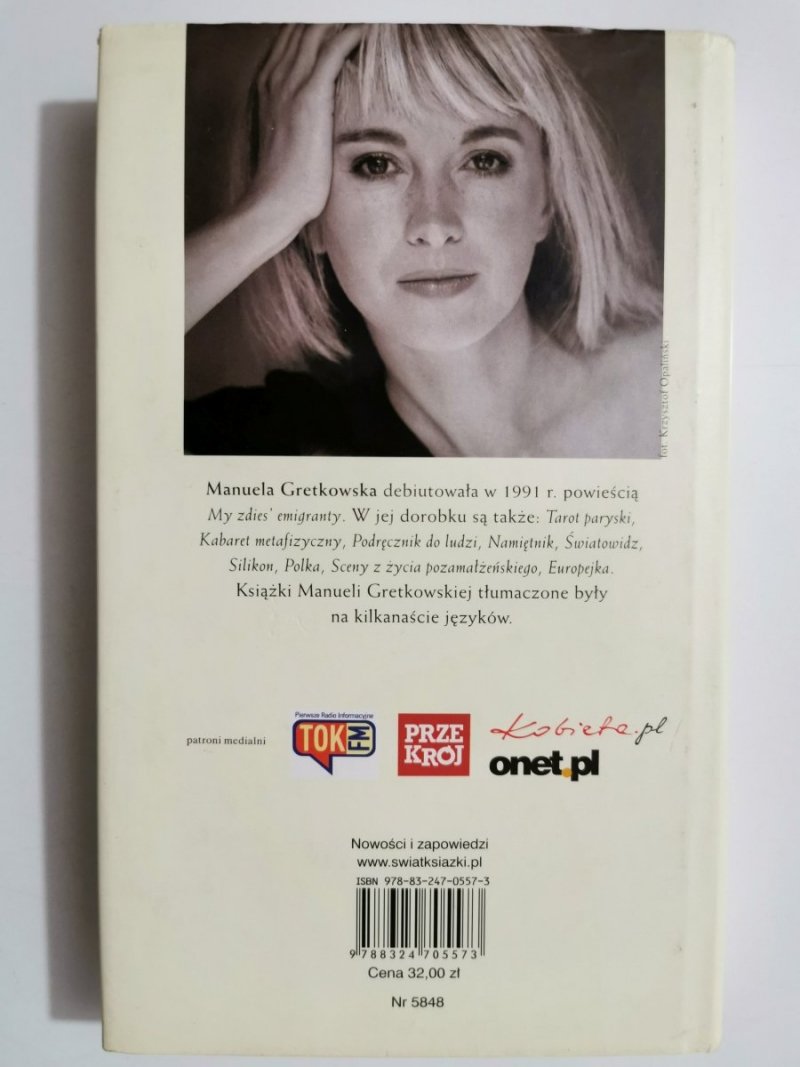 fot. Krzysztof Opaliński
Manuela Gretkowska debiutowała w 1991 r. powieścią
My zdies' emigranty. W jej dorobku są także: Tarot paryski,
Kabaret metafizyczny, Podręcznik do ludzi, Namiętnik, Światowidz,
Silikon, Polka, Sceny z życia pozamałżeńskiego, Europejka.
Książki Manueli Gretkowskiej tłumaczone były
na kilkanaście języków.
patroni medialni
Pierwsze Radio Informacyjne
TOK FM
PRZE
KRÓJ
Kobieta.pl
onet.pl
Nowości i zapowiedzi
www.swiatksiazki.pl
ISBN 978-83-247-0557-3
9 788324 705573
Cena 32,00 zł
Nr 5848